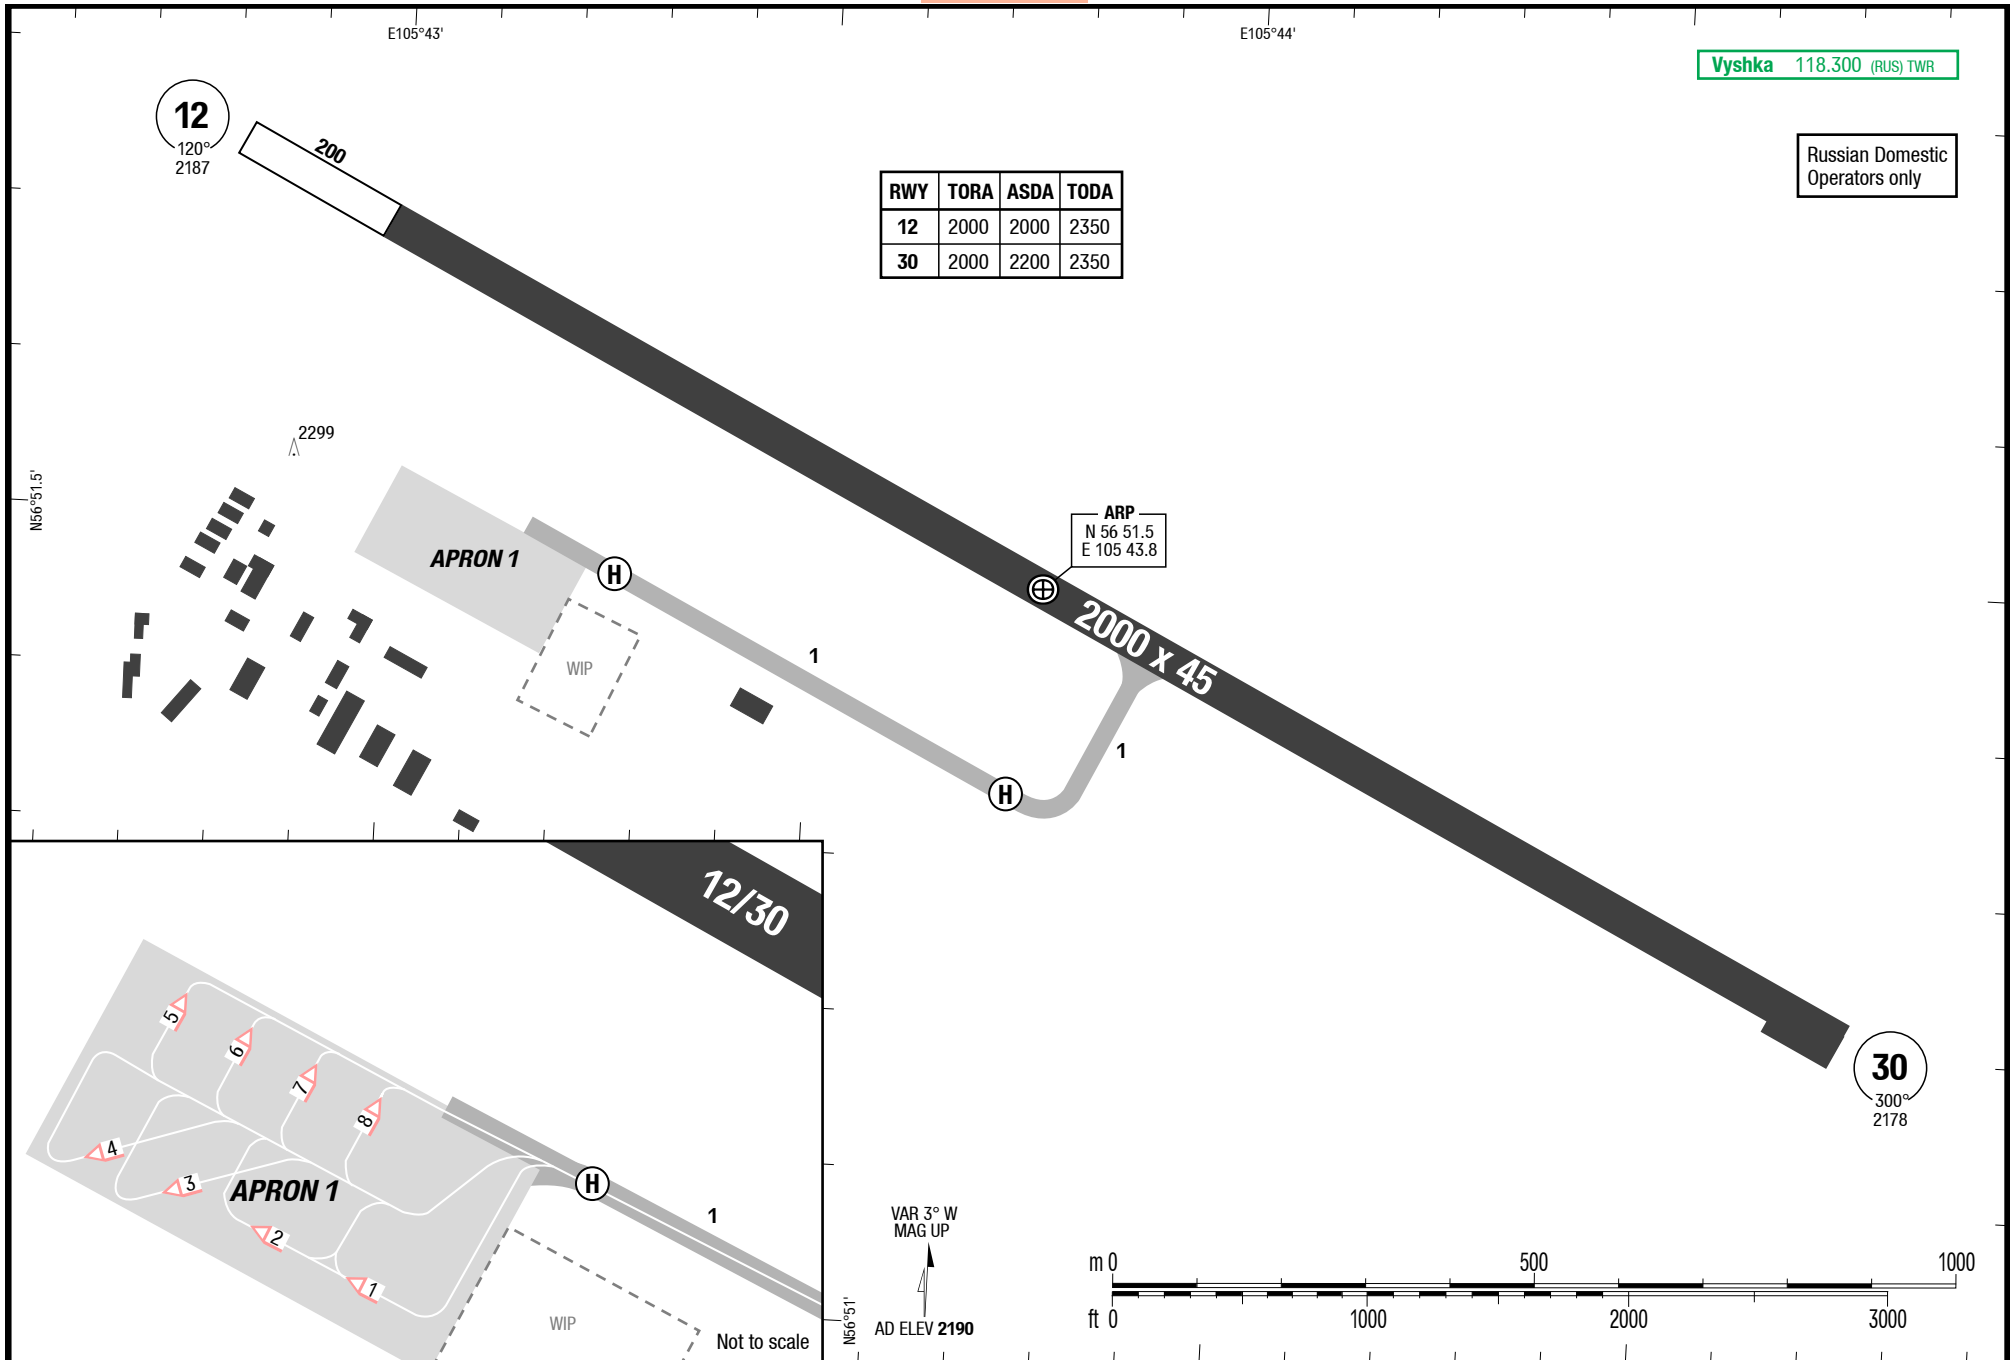 E105°43'
E105°44'
Vyshka 118.300 (RUS) TWR
12
120°
2187
200
Russian Domestic
Operators only
RWY TORA ASDA TODA
12 2000 2000 2350
30 2000 2200 2350
2299
N56°51.5'
ARP
N 56 51.5
E 105 43.8
APRON 1
H
2000 x 45
WIP
1
1
H
12/30
5
6
7
8
4
3
APRON 1
2
1
H
1
WIP
Not to scale
N56°51'
30
300°
2178
VAR 3° W
MAG UP
AD ELEV 2190
m 0 500 1000
ft 0 1000 2000 3000